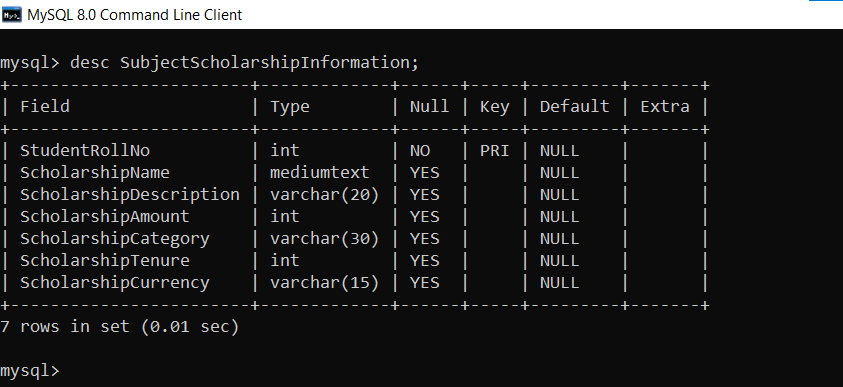 MySQL 8.0 Command Line Client
mysql> desc SubjectScholarshipInformation;
+------------------------+-------------+------+-----+---------+-------+
| Field                  | Type        | Null | Key | Default | Extra |
+------------------------+-------------+------+-----+---------+-------+
| StudentRollNo          | int         | NO   | PRI | NULL    |       |
| ScholarshipName        | mediumtext  | YES  |     | NULL    |       |
| ScholarshipDescription | varchar(20) | YES  |     | NULL    |       |
| ScholarshipAmount      | int         | YES  |     | NULL    |       |
| ScholarshipCategory    | varchar(30) | YES  |     | NULL    |       |
| ScholarshipTenure      | int         | YES  |     | NULL    |       |
| ScholarshipCurrency    | varchar(15) | YES  |     | NULL    |       |
+------------------------+-------------+------+-----+---------+-------+
7 rows in set (0.01 sec)
mysql>